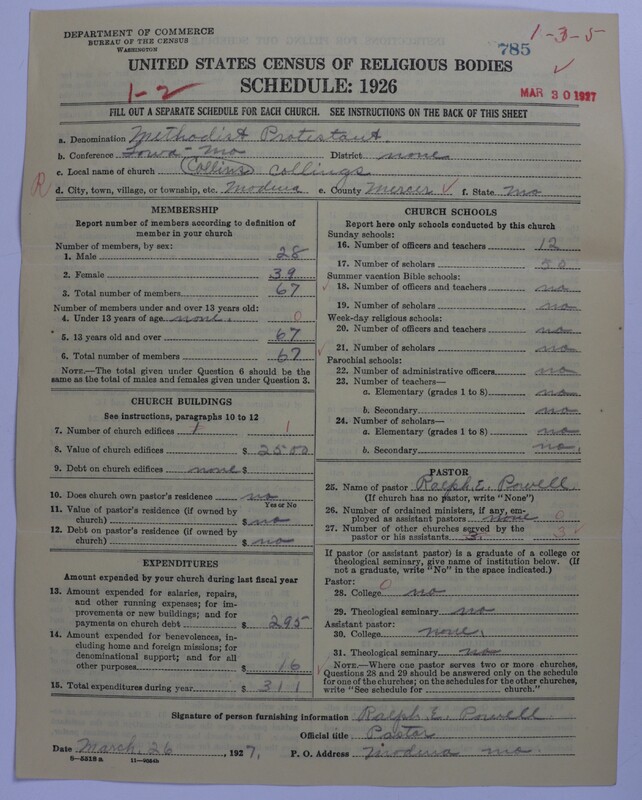 DEPARTMENT OF COMMERCE
BUREAU OF THE CENSUS
WASHINGTON
785
1-3-5
UNITED STATES CENSUS OF RELIGIOUS BODIES
SCHEDULE: 1926
1-2
MAR 30 1927
FILL OUT A SEPARATE SCHEDULE FOR EACH CHURCH. SEE INSTRUCTIONS ON THE BACK OF THIS SHEET
a. Denomination Methodist Protestant.
b. Conference Iowa-Mo District none
c. Local name of church (Collins) Collings
R d. City, town, village, or township, etc. Modena e. County Mercer ✓ f. State Mo
MEMBERSHIP
Report number of members according to definition of
member in your church
Number of members, by sex:
1. Male 28
2. Female 39
3. Total number of members 67
Number of members under and over 13 years old:
4. Under 13 years of age none. 0
5. 13 years old and over 67
6. Total number of members 67
NOTE.—The total given under Question 6 should be
the same as the total of males and females given under Question 3.
CHURCH BUILDINGS
See instructions, paragraphs 10 to 12
7. Number of church edifices 1 1
8. Value of church edifices $ 2500
9. Debt on church edifices none $
10. Does church own pastor's residence no
Yes or No
11. Value of pastor's residence (if owned by
church) $ no
12. Debt on pastor's residence (if owned by
church) $ no
EXPENDITURES
Amount expended by your church during last fiscal year
13. Amount expended for salaries, repairs,
and other running expenses; for im-
provements or new buildings; and for
payments on church debt $ 295
14. Amount expended for benevolences, in-
cluding home and foreign missions; for
denominational support; and for all
other purposes $ 16
15. Total expenditures during year $ 311
CHURCH SCHOOLS
Report here only schools conducted by this church
Sunday schools:
16. Number of officers and teachers 12
17. Number of scholars 50
Summer vacation Bible schools:
18. Number of officers and teachers no
19. Number of scholars no
Week-day religious schools:
20. Number of officers and teachers no
21. Number of scholars no
Parochial schools:
22. Number of administrative officers no
23. Number of teachers—
a. Elementary (grades 1 to 8) no
b. Secondary no
24. Number of scholars—
a. Elementary (grades 1 to 8) no
b. Secondary no.
PASTOR
25. Name of pastor Ralph. E. Powell
(If church has no pastor, write "None")
26. Number of ordained ministers, if any, em-
ployed as assistant pastors none 0
27. Number of other churches served by the
pastor or his assistants 3. 3
If pastor (or assistant pastor) is a graduate of a college or
theological seminary, give name of institution below. (If
not a graduate, write "No" in the space indicated.)
Pastor: 0
28. College no
29. Theological seminary no
Assistant pastor:
30. College none.
31. Theological seminary no
NOTE.—Where one pastor serves two or more churches,
Questions 28 and 29 should be answered only on the schedule
for one of the churches; on the schedules for the other churches,
write "See schedule for church."
Signature of person furnishing information Ralph. E. Powell
Official title Pastor
Date March. 26, 1927. P. O. Address Modena Mo.
8-5518 a 11-9084b